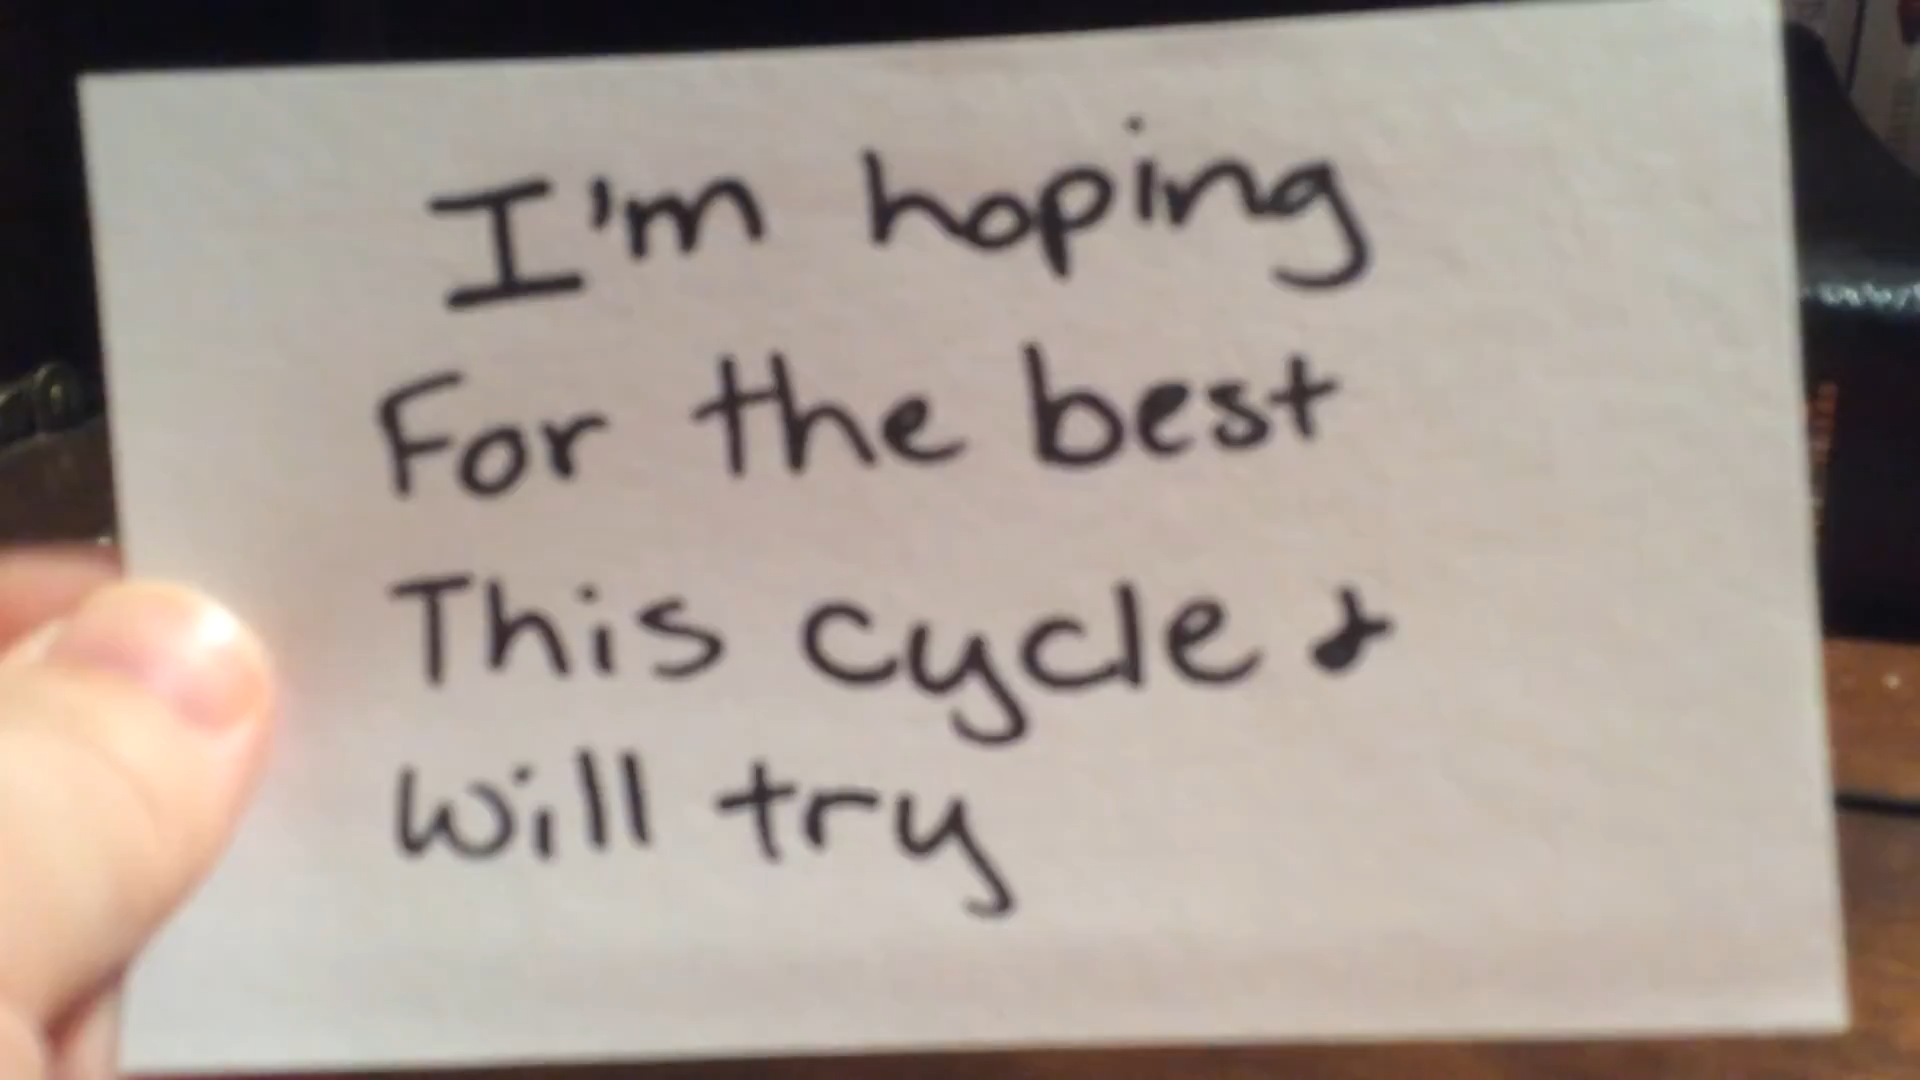 I'm hoping
For the best
This cycle &
will try